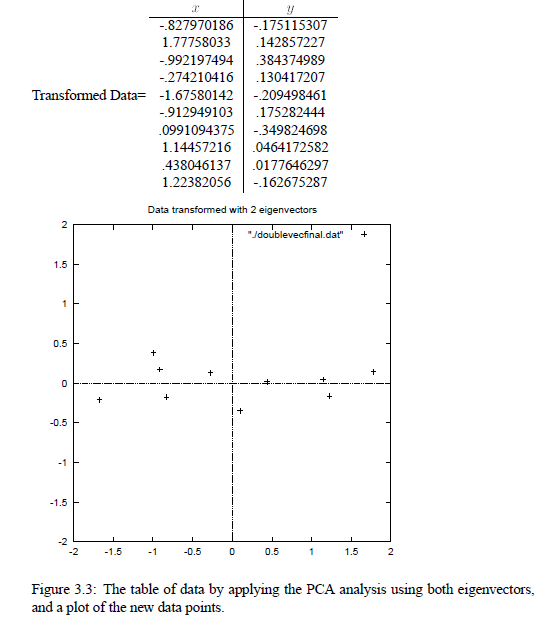 x y
-.827970186 -.175115307
1.77758033 .142857227
-.992197494 .384374989
-.274210416 .130417207
Transformed Data= -1.67580142 -.209498461
-.912949103 .175282444
.0991094375 -.349824698
1.14457216 .0464172582
.438046137 .0177646297
1.22382056 -.162675287
Data transformed with 2 eigenvectors
2
"./doublevecfinal.dat"
1.5
1
0.5
0
-0.5
-1
-1.5
-2
-2 -1.5 -1 -0.5 0 0.5 1 1.5 2
Figure 3.3: The table of data by applying the PCA analysis using both eigenvectors,
and a plot of the new data points.